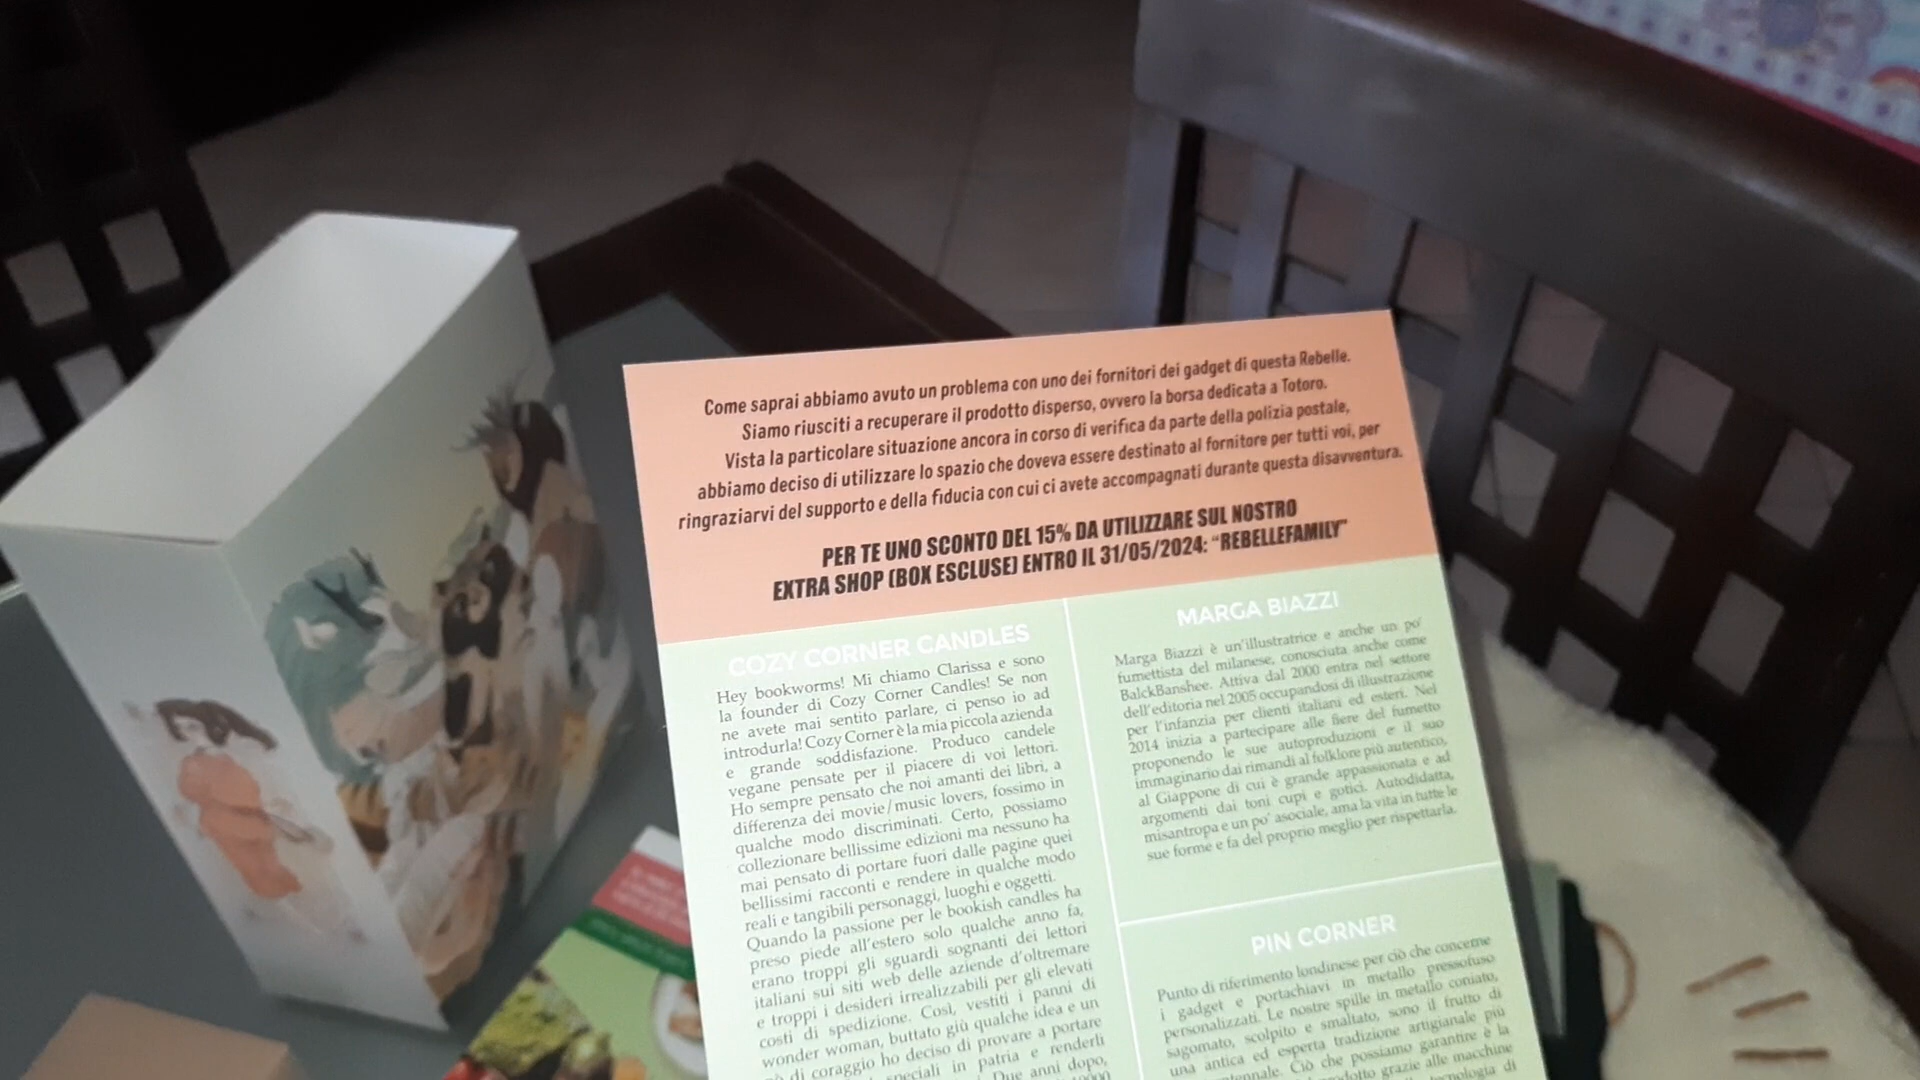 Come saprai abbiamo avuto un problema con uno dei fornitori dei gadget di questa Rebelle.
Siamo riusciti a recuperare il prodotto disperso, ovvero la borsa dedicata a Totoro.
Vista la particolare situazione ancora in corso di verifica da parte della polizia postale,
abbiamo deciso di utilizzare lo spazio che doveva essere destinato al fornitore per tutti voi, per
ringraziarvi del supporto e della fiducia con cui ci avete accompagnati durante questa disavventura.
PER TE UNO SCONTO DEL 15% DA UTILIZZARE SUL NOSTRO
EXTRA SHOP (BOX ESCLUSE) ENTRO IL 31/05/2024: "REBELLEFAMILY"
COZY CORNER CANDLES
Hey bookworms! Mi chiamo Clarissa e sono
la founder di Cozy Corner Candles! Se non
ne avete mai sentito parlare, ci penso io ad
introdurla! Cozy Corner è la mia piccola azienda
e grande soddisfazione. Produco candele
vegane pensate per il piacere di voi lettori.
Ho sempre pensato che noi amanti dei libri, a
differenza dei movie/music lovers, fossimo in
qualche modo discriminati. Certo, possiamo
collezionare bellissime edizioni ma nessuno ha
mai pensato di portare fuori dalle pagine quei
bellissimi racconti e rendere in qualche modo
reali e tangibili personaggi, luoghi e oggetti.
Quando la passione per le bookish candles ha
preso piede all'estero solo qualche anno fa,
erano troppi gli sguardi sognanti dei lettori
italiani sui siti web delle aziende d'oltremare
e troppi i desideri irrealizzabili per gli elevati
costi di spedizione. Così, vestiti i panni di
wonder woman, buttato giù qualche idea e un
di coraggio ho deciso di provare a portare
speciali in patria e renderli
Due anni dopo,
MARGA BIAZZI
Marga Biazzi è un'illustratrice e anche un po'
fumettista del milanese, conosciuta anche come
BalckBanshee. Attiva dal 2000 entra nel settore
dell'editoria nel 2005 occupandosi di illustrazione
per l'infanzia per clienti italiani ed esteri. Nel
2014 inizia a partecipare alle fiere del fumetto
proponendo le sue autoproduzioni e il suo
immaginario dai rimandi al folklore più autentico,
al Giappone di cui è grande appassionata e ad
argomenti dai toni cupi e gotici. Autodidatta,
misantropa e un po' asociale, ama la vita in tutte le
sue forme e fa del proprio meglio per rispettarla.
PIN CORNER
Punto di riferimento londinese per ciò che concerne
i gadget e portachiavi in metallo pressofuso
personalizzati. Le nostre spille in metallo coniato,
sagomato, scolpito e smaltato, sono il frutto di
una antica ed esperta tradizione artigianale più
Ciò che possiamo garantire è la
grazie alle macchine
tecnologia di